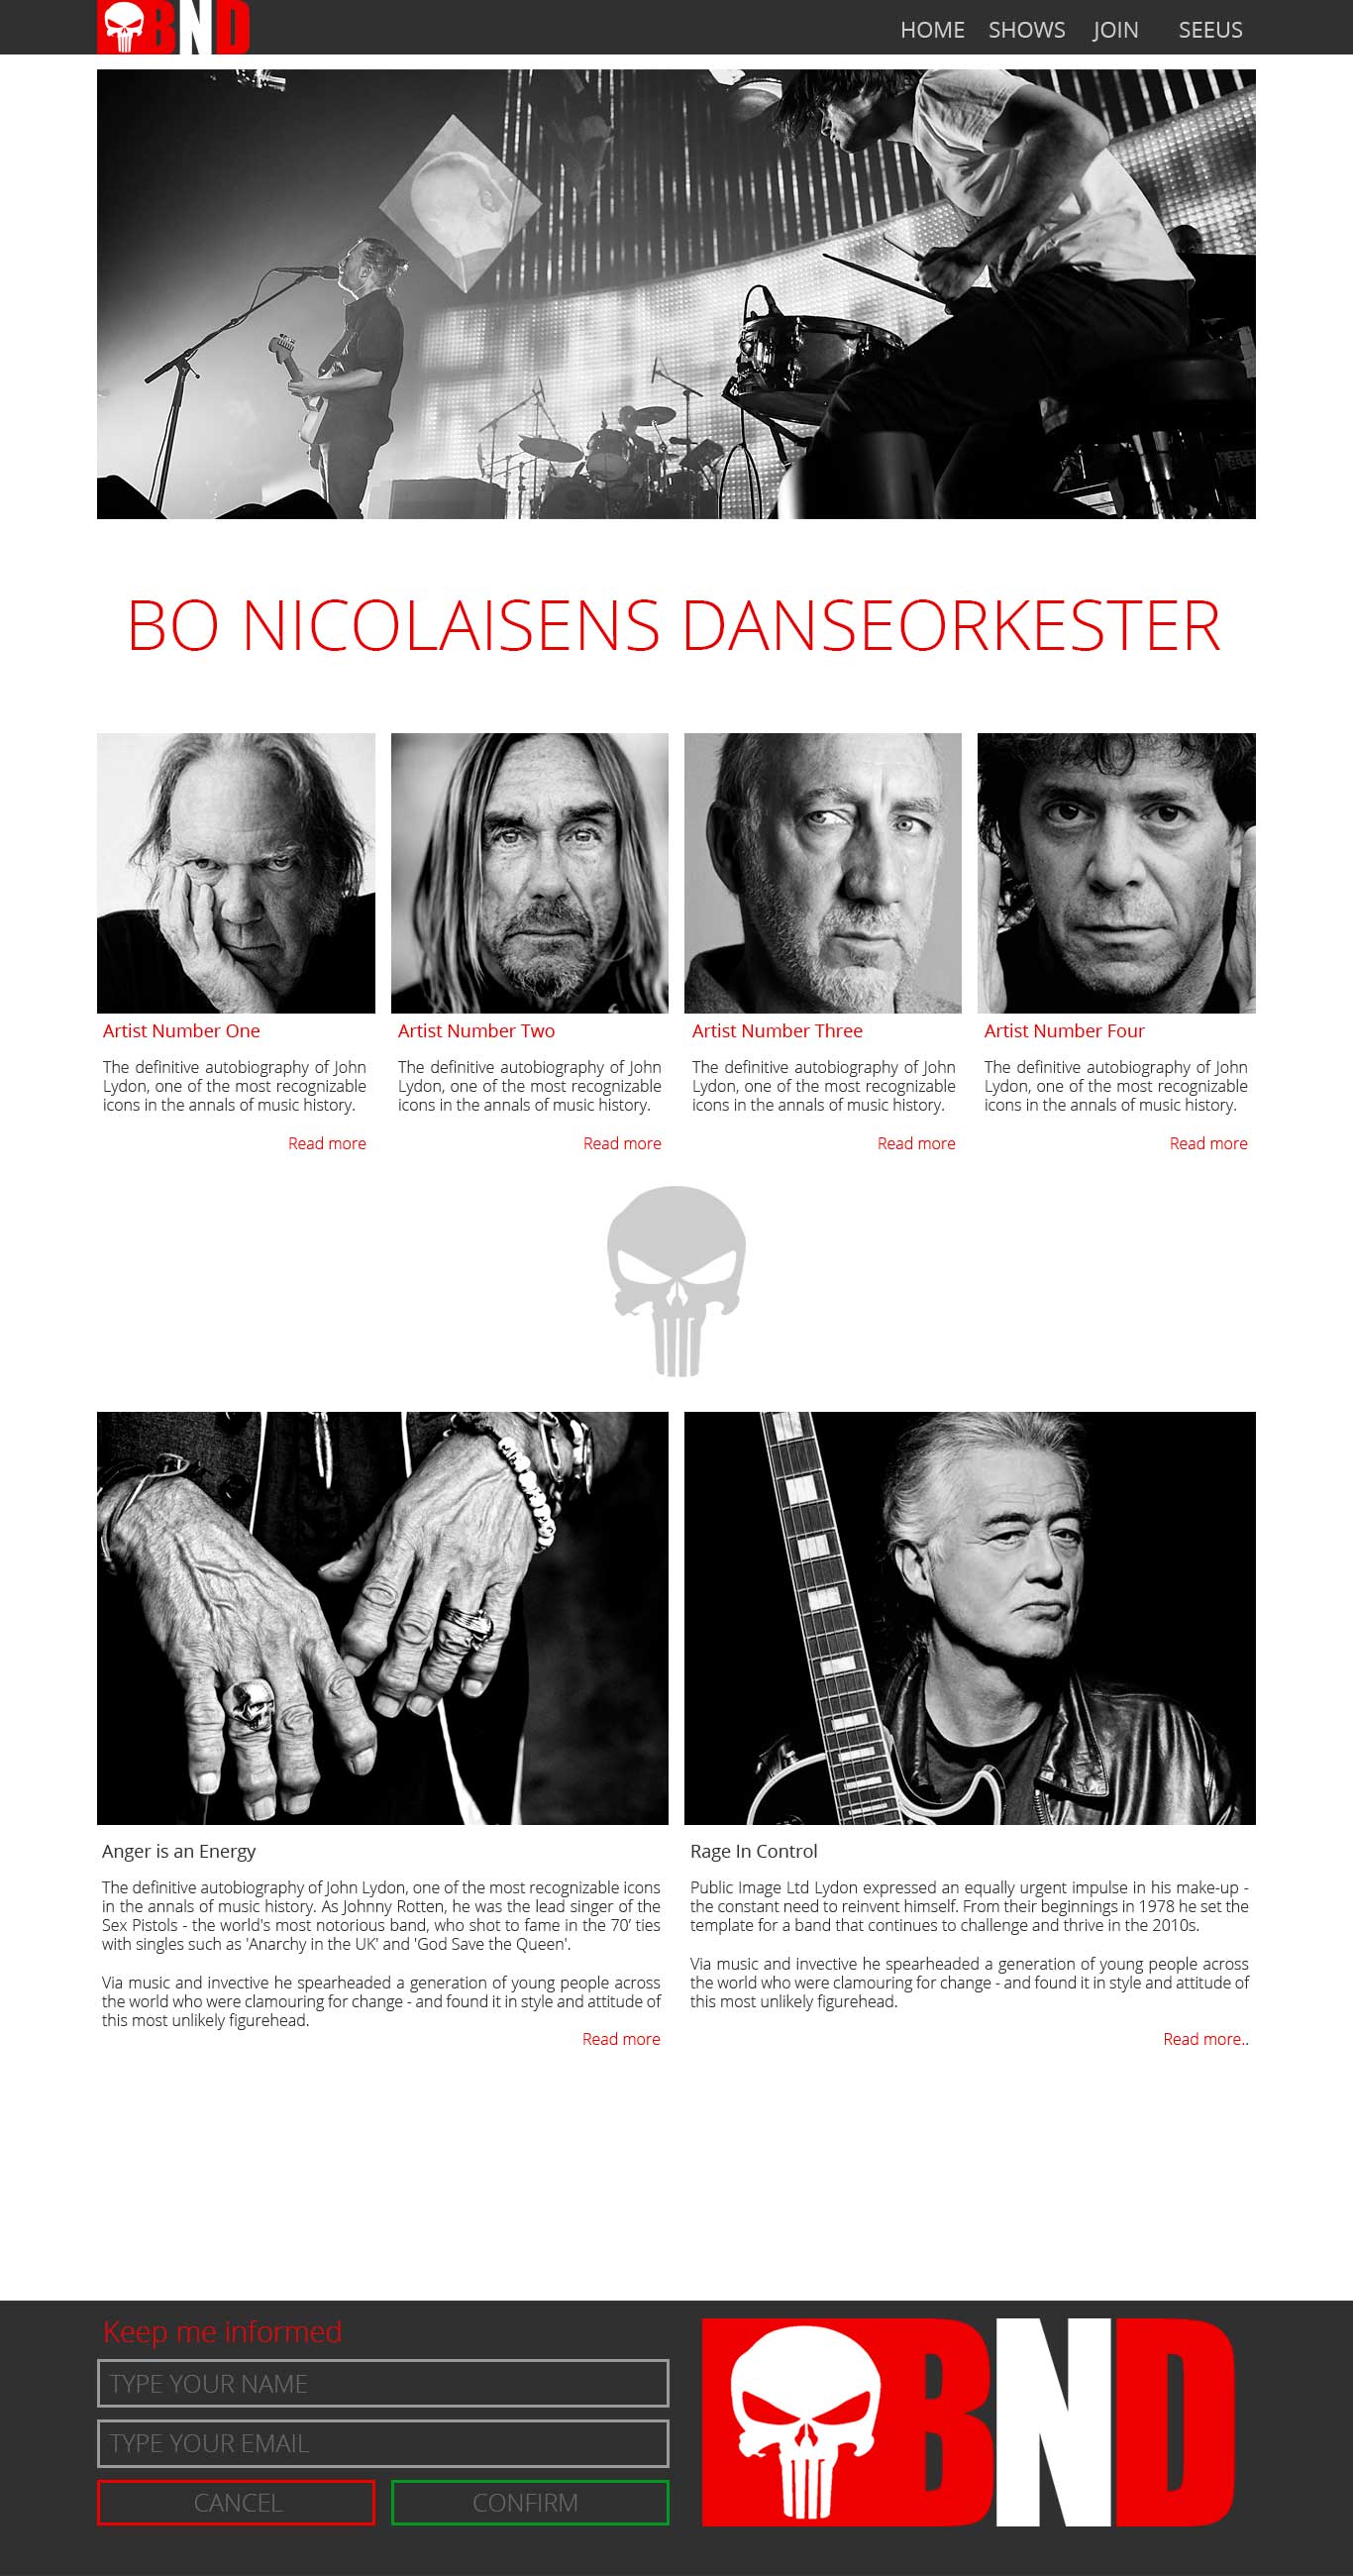 BND
HOME SHOWS JOIN SEEUS
BO NICOLAISENS DANSEORKESTER
Artist Number One
The definitive autobiography of John
Lydon, one of the most recognizable
icons in the annals of music history.
Read more
Artist Number Two
The definitive autobiography of John
Lydon, one of the most recognizable
icons in the annals of music history.
Read more
Artist Number Three
The definitive autobiography of John
Lydon, one of the most recognizable
icons in the annals of music history.
Read more
Artist Number Four
The definitive autobiography of John
Lydon, one of the most recognizable
icons in the annals of music history.
Read more
Anger is an Energy
The definitive autobiography of John Lydon, one of the most recognizable icons
in the annals of music history. As Johnny Rotten, he was the lead singer of the
Sex Pistols - the world's most notorious band, who shot to fame in the 70' ties
with singles such as 'Anarchy in the UK' and 'God Save the Queen'.
Via music and invective he spearheaded a generation of young people across
the world who were clamouring for change - and found it in style and attitude of
this most unlikely figurehead.
Read more
Rage In Control
Public Image Ltd Lydon expressed an equally urgent impulse in his make-up -
the constant need to reinvent himself. From their beginnings in 1978 he set the
template for a band that continues to challenge and thrive in the 2010s.
Via music and invective he spearheaded a generation of young people across
the world who were clamouring for change - and found it in style and attitude of
this most unlikely figurehead.
Read more..
Keep me informed
TYPE YOUR NAME
TYPE YOUR EMAIL
CANCEL CONFIRM
BND